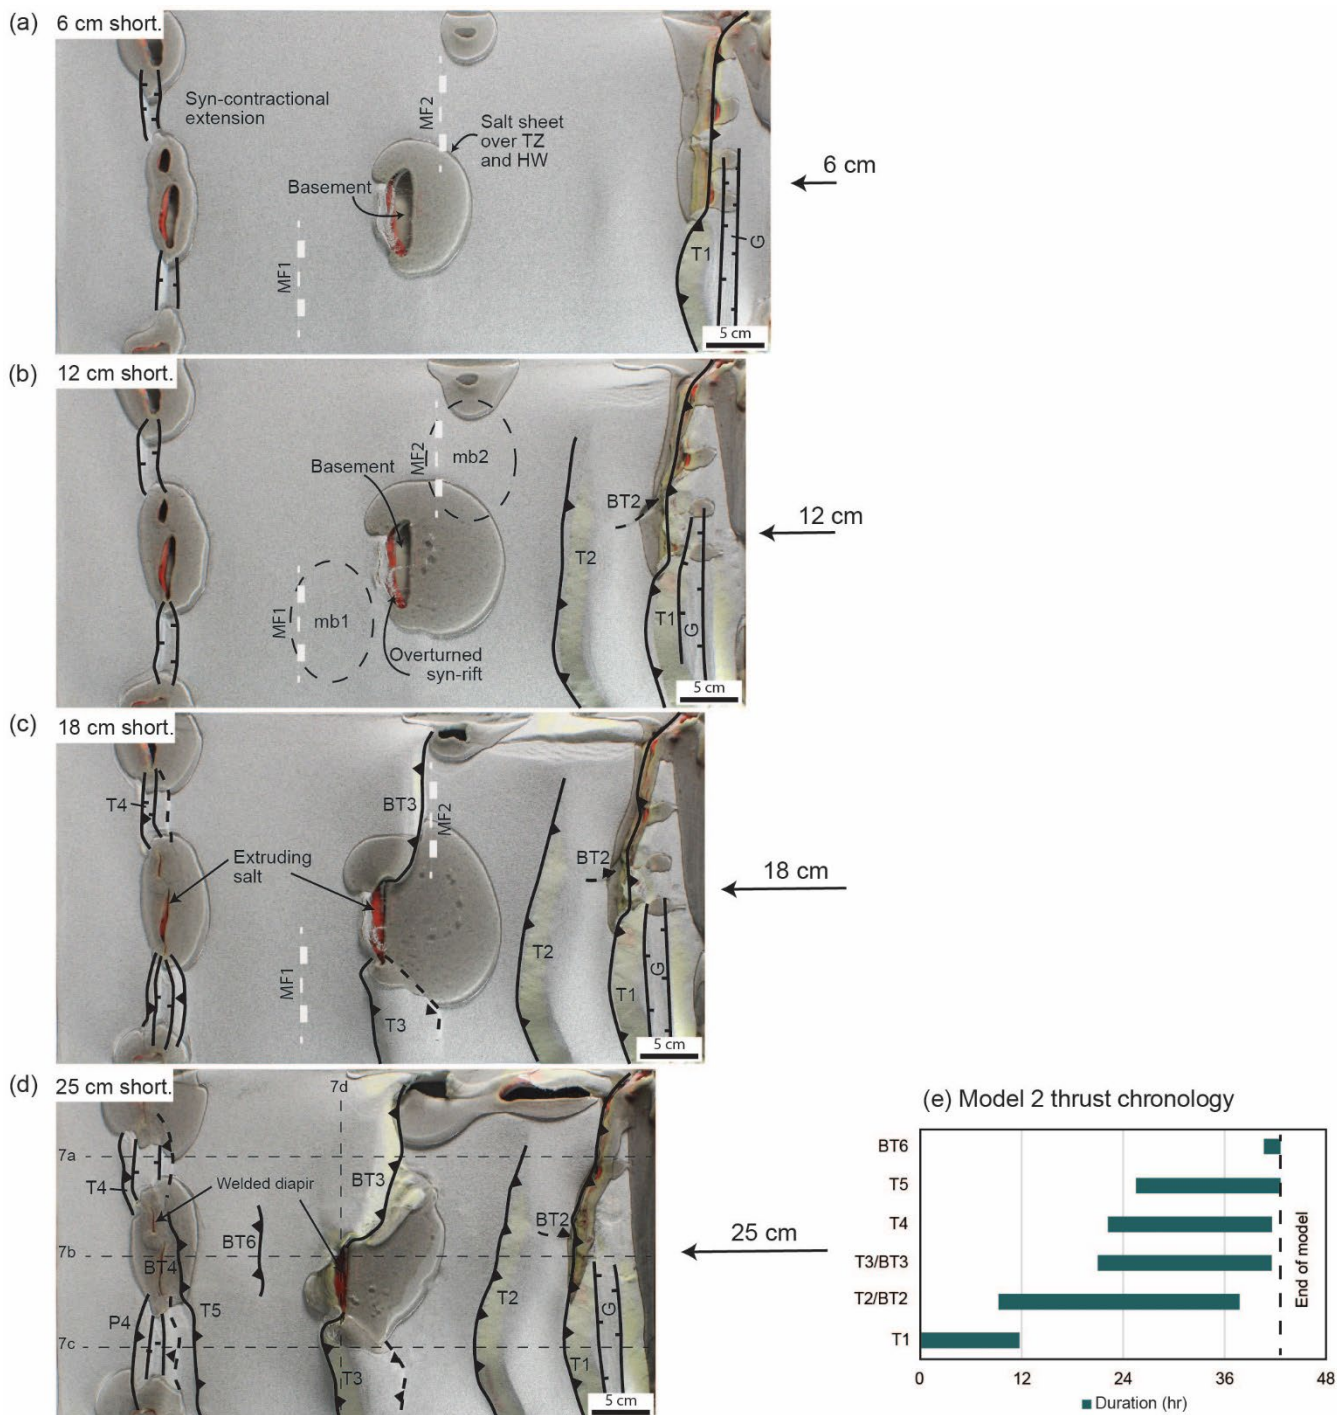 (a) 6 cm short.
Syn-contractional
extension
MF2
Salt sheet
over TZ
and HW
Basement
MF1
T1
G
5 cm
6 cm
(b) 12 cm short.
Basement
MF2
mb2
BT2
T2
MF1
mb1
Overturned
syn-rift
T1
G
5 cm
12 cm
(c) 18 cm short.
T4
BT3
MF2
Extruding
salt
BT2
MF1
T2
T3
T1
G
5 cm
18 cm
(d) 25 cm short.
7d
7a
T4
Welded diapir
BT3
BT2
BT6
7b
BT4
T2
P4
T5
G
7c
T3
T1
5 cm
25 cm
(e) Model 2 thrust chronology
BT6
T5
T4
T3/BT3
T2/BT2
T1
End of model
0 12 24 36 48
Duration (hr)